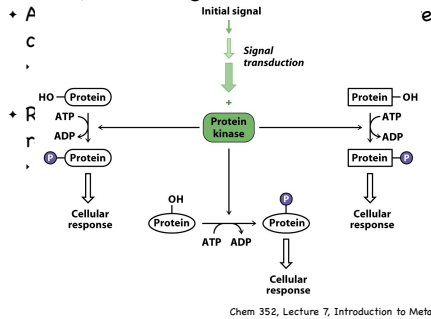 Initial signal
Signal
transduction
+
HO Protein
Protein OH
ATP
ADP
Protein
kinase
ATP
ADP
P Protein
Protein P
Cellular
response
OH
Protein
ATP ADP
P
Protein
Cellular
response
Cellular
response
Chem 352, Lecture 7, Introduction to Meta